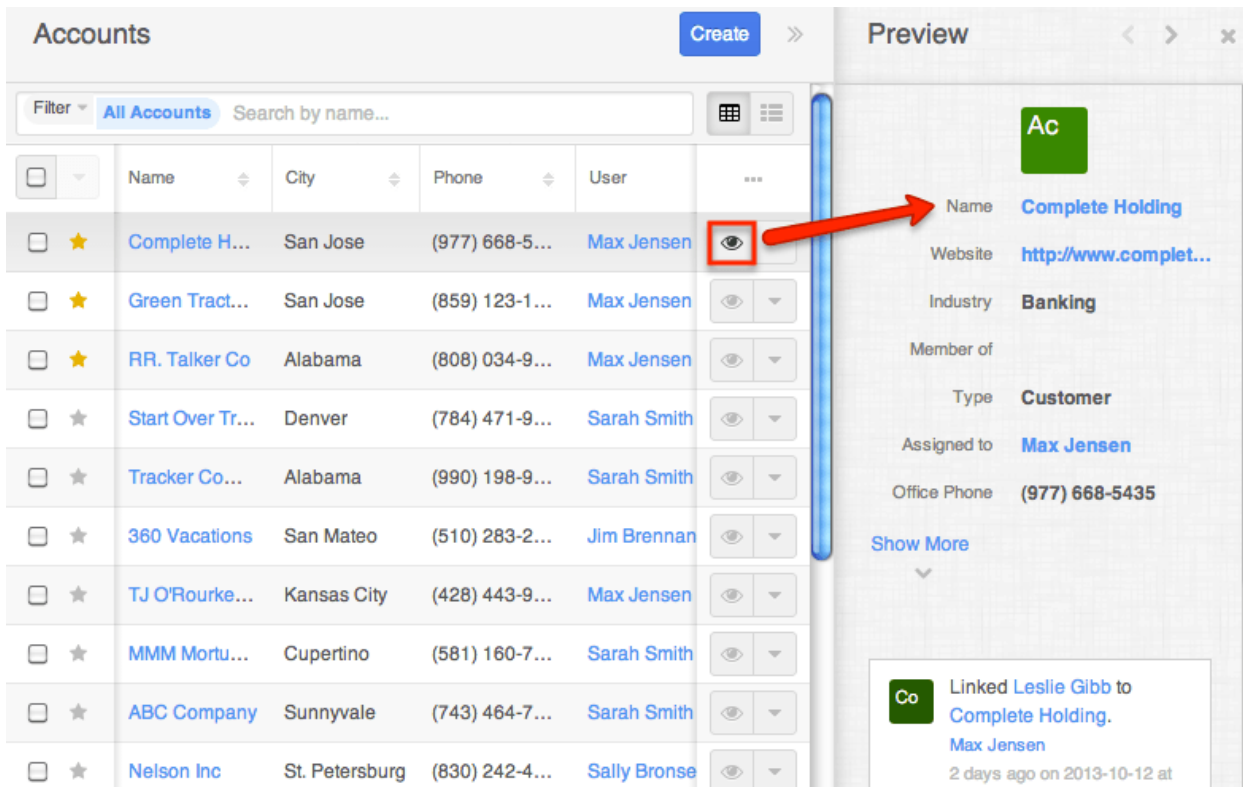 Accounts
Create
Filter All Accounts Search by name...
Name City Phone User
Complete H... San Jose (977) 668-5... Max Jensen
Green Tract... San Jose (859) 123-1... Max Jensen
RR. Talker Co Alabama (808) 034-9... Max Jensen
Start Over Tr... Denver (784) 471-9... Sarah Smith
Tracker Co... Alabama (990) 198-9... Sarah Smith
360 Vacations San Mateo (510) 283-2... Jim Brennan
TJ O'Rourke... Kansas City (428) 443-9... Max Jensen
MMM Mortu... Cupertino (581) 160-7... Sarah Smith
ABC Company Sunnyvale (743) 464-7... Sarah Smith
Nelson Inc St. Petersburg (830) 242-4... Sally Bronse
Preview
Ac
Name Complete Holding
Website http://www.complet...
Industry Banking
Member of
Type Customer
Assigned to Max Jensen
Office Phone (977) 668-5435
Show More
Co
Linked Leslie Gibb to
Complete Holding.
Max Jensen
2 days ago on 2013-10-12 at